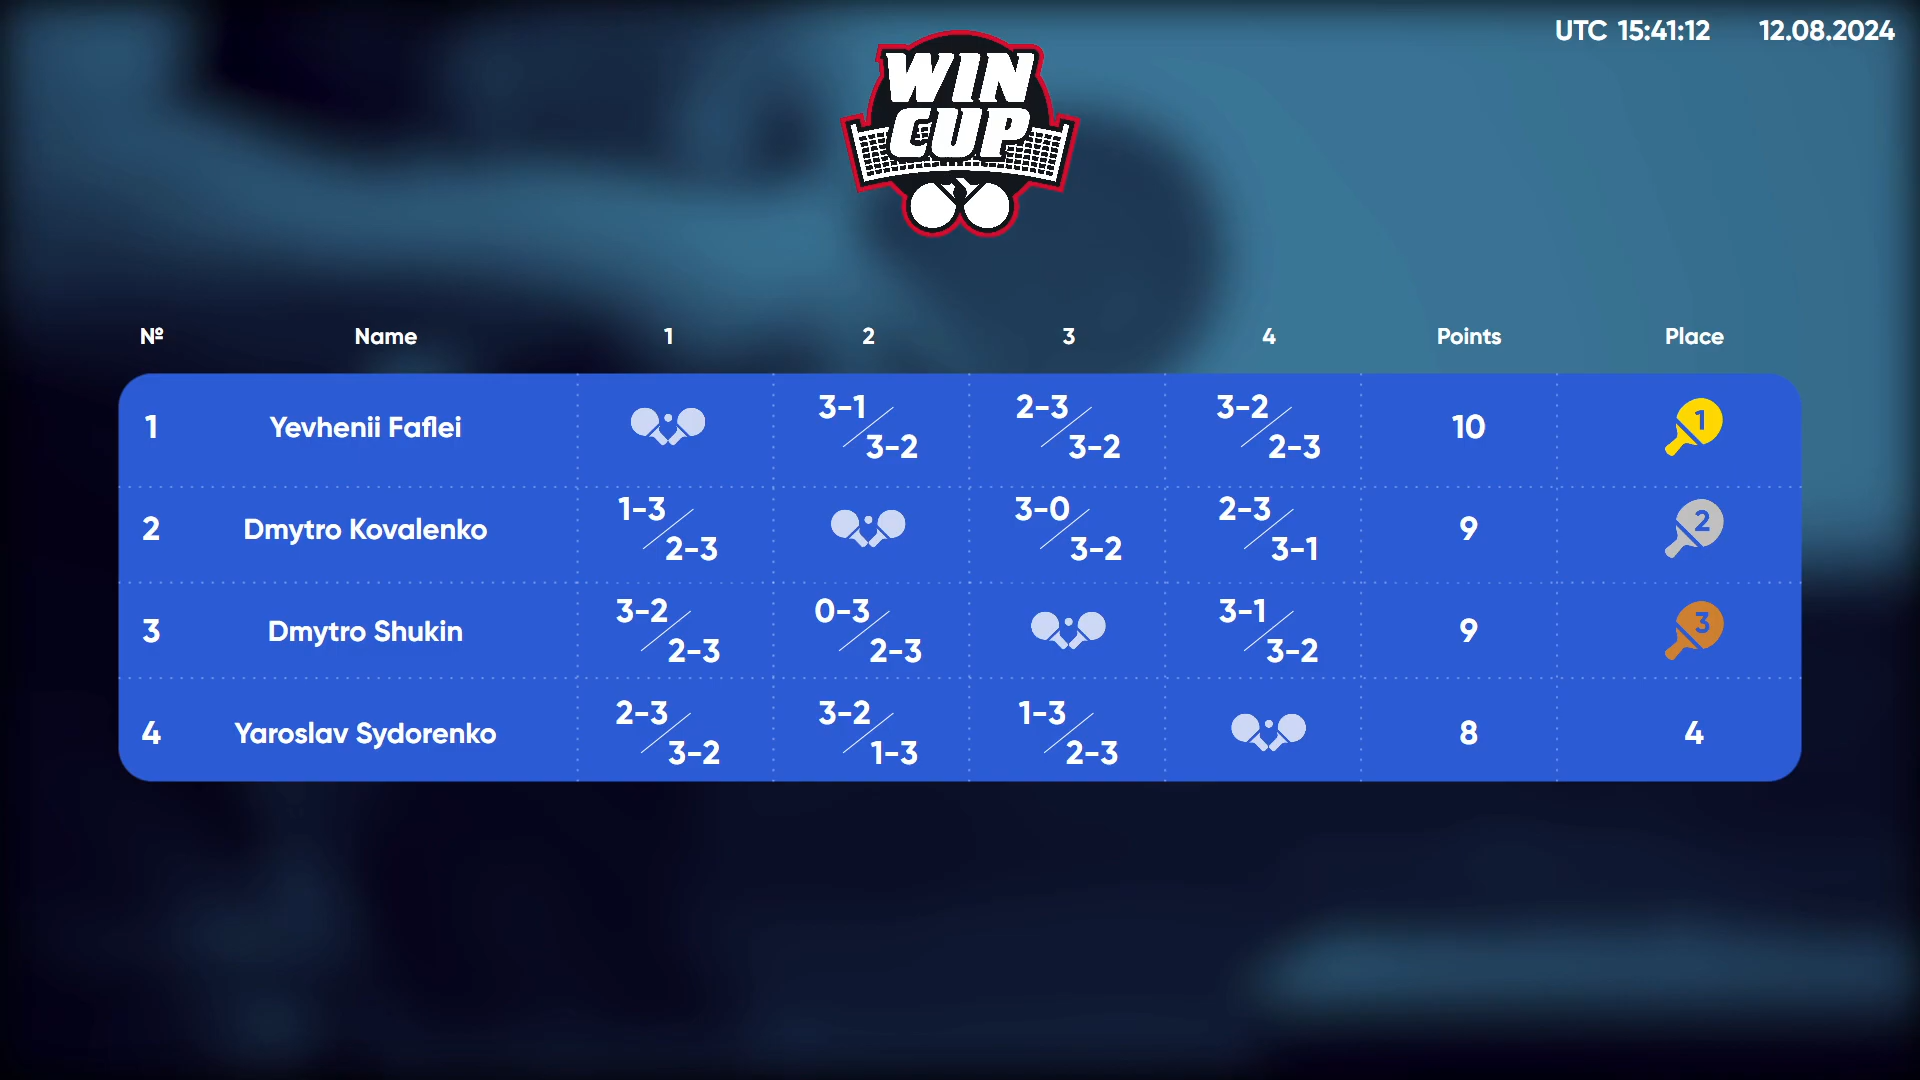 UTC 15:41:12 12.08.2024
WIN
CUP
Nº Name 1 2 3 4 Points Place
1 Yevhenii Faflei 3-1 / 3-2 2-3 / 3-2 3-2 / 2-3 10 1
2 Dmytro Kovalenko 1-3 / 2-3 3-0 / 3-2 2-3 / 3-1 9 2
3 Dmytro Shukin 3-2 / 2-3 0-3 / 2-3 3-1 / 3-2 9 3
4 Yaroslav Sydorenko 2-3 / 3-2 3-2 / 1-3 1-3 / 2-3 8 4